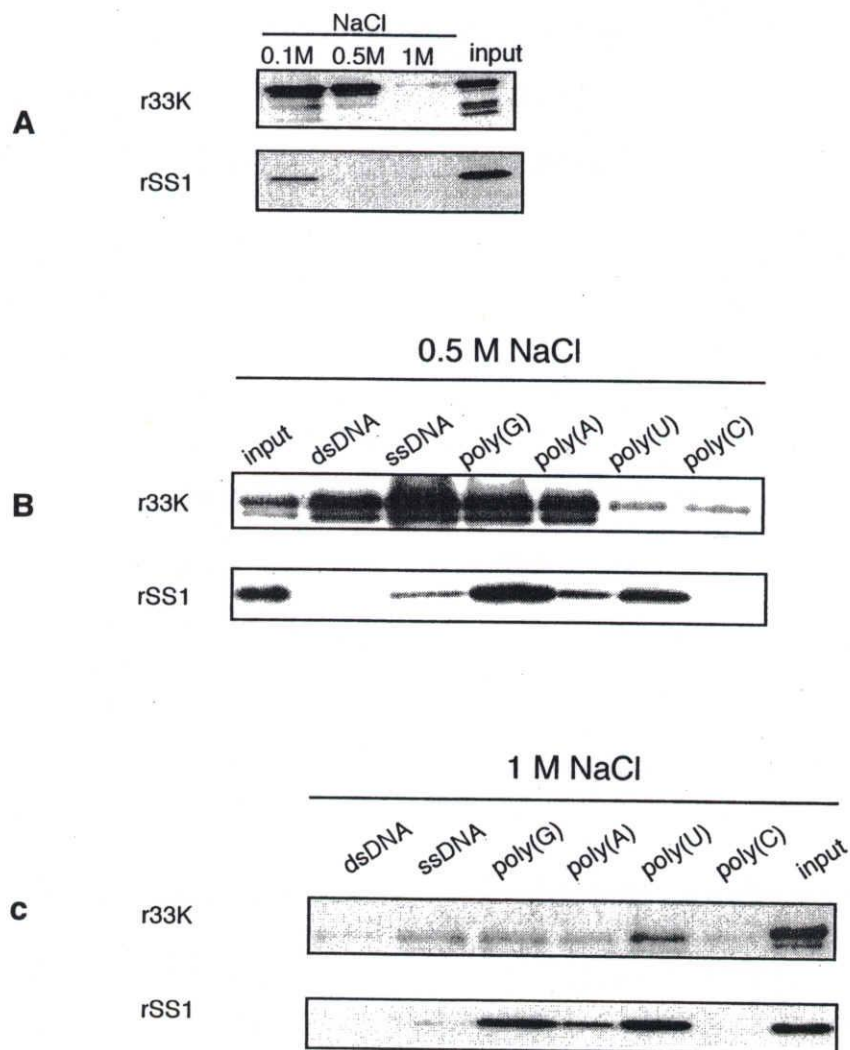 NaCl
0.1M 0.5M 1M input
A
r33K
rSS1
0.5 M NaCl
input dsDNA ssDNA poly(G) poly(A) poly(U) poly(C)
B
r33K
rSS1
1 M NaCl
dsDNA ssDNA poly(G) poly(A) poly(U) poly(C) input
c
r33K
rSS1